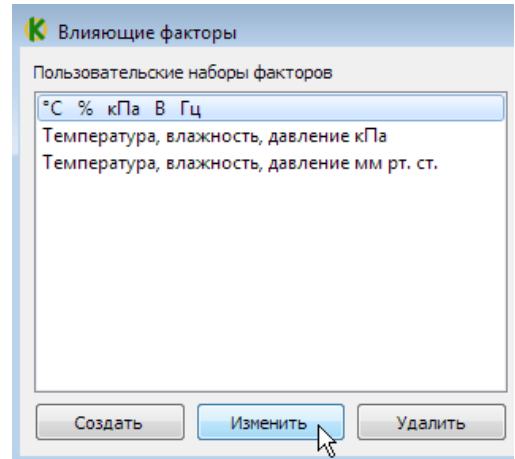 Влияющие факторы
Пользовательские наборы факторов
°C % кПа В Гц
Температура, влажность, давление кПа
Температура, влажность, давление мм рт. ст.
Создать Изменить Удалить